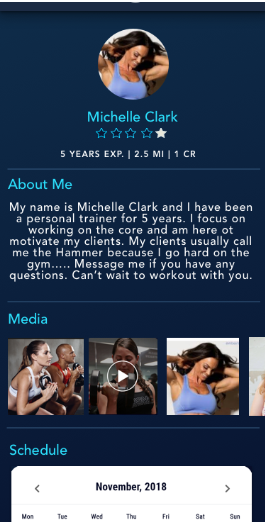 Michelle Clark
5 YEARS EXP. | 2.5 MI | 1 CR
About Me
My name is Michelle Clark and I have been
a personal trainer for 5 years. I focus on
working on the core and am here ot
motivate my clients. My clients usually call
me the Hammer because I go hard on the
gym..... Message me if you have any
questions. Can't wait to workout with you.
Media
Schedule
November, 2018
Mon Tue Wed Thu Fri Sat Sun